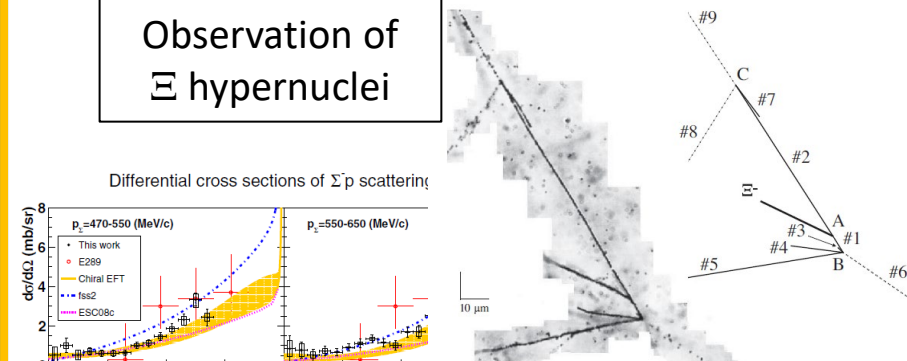 Observation of
Ξ hypernuclei
Differential cross sections of Σ⁻p scattering
dσ/dΩ (mb/sr)
8
6
4
2
p_Σ=470-550 (MeV/c)
This work
E289
Chiral EFT
fss2
ESC08c
p_Σ=550-650 (MeV/c)
10 μm
#9
C
#7
#8
#2
Ξ⁻
A
#3
#1
#4
B
#5
#6